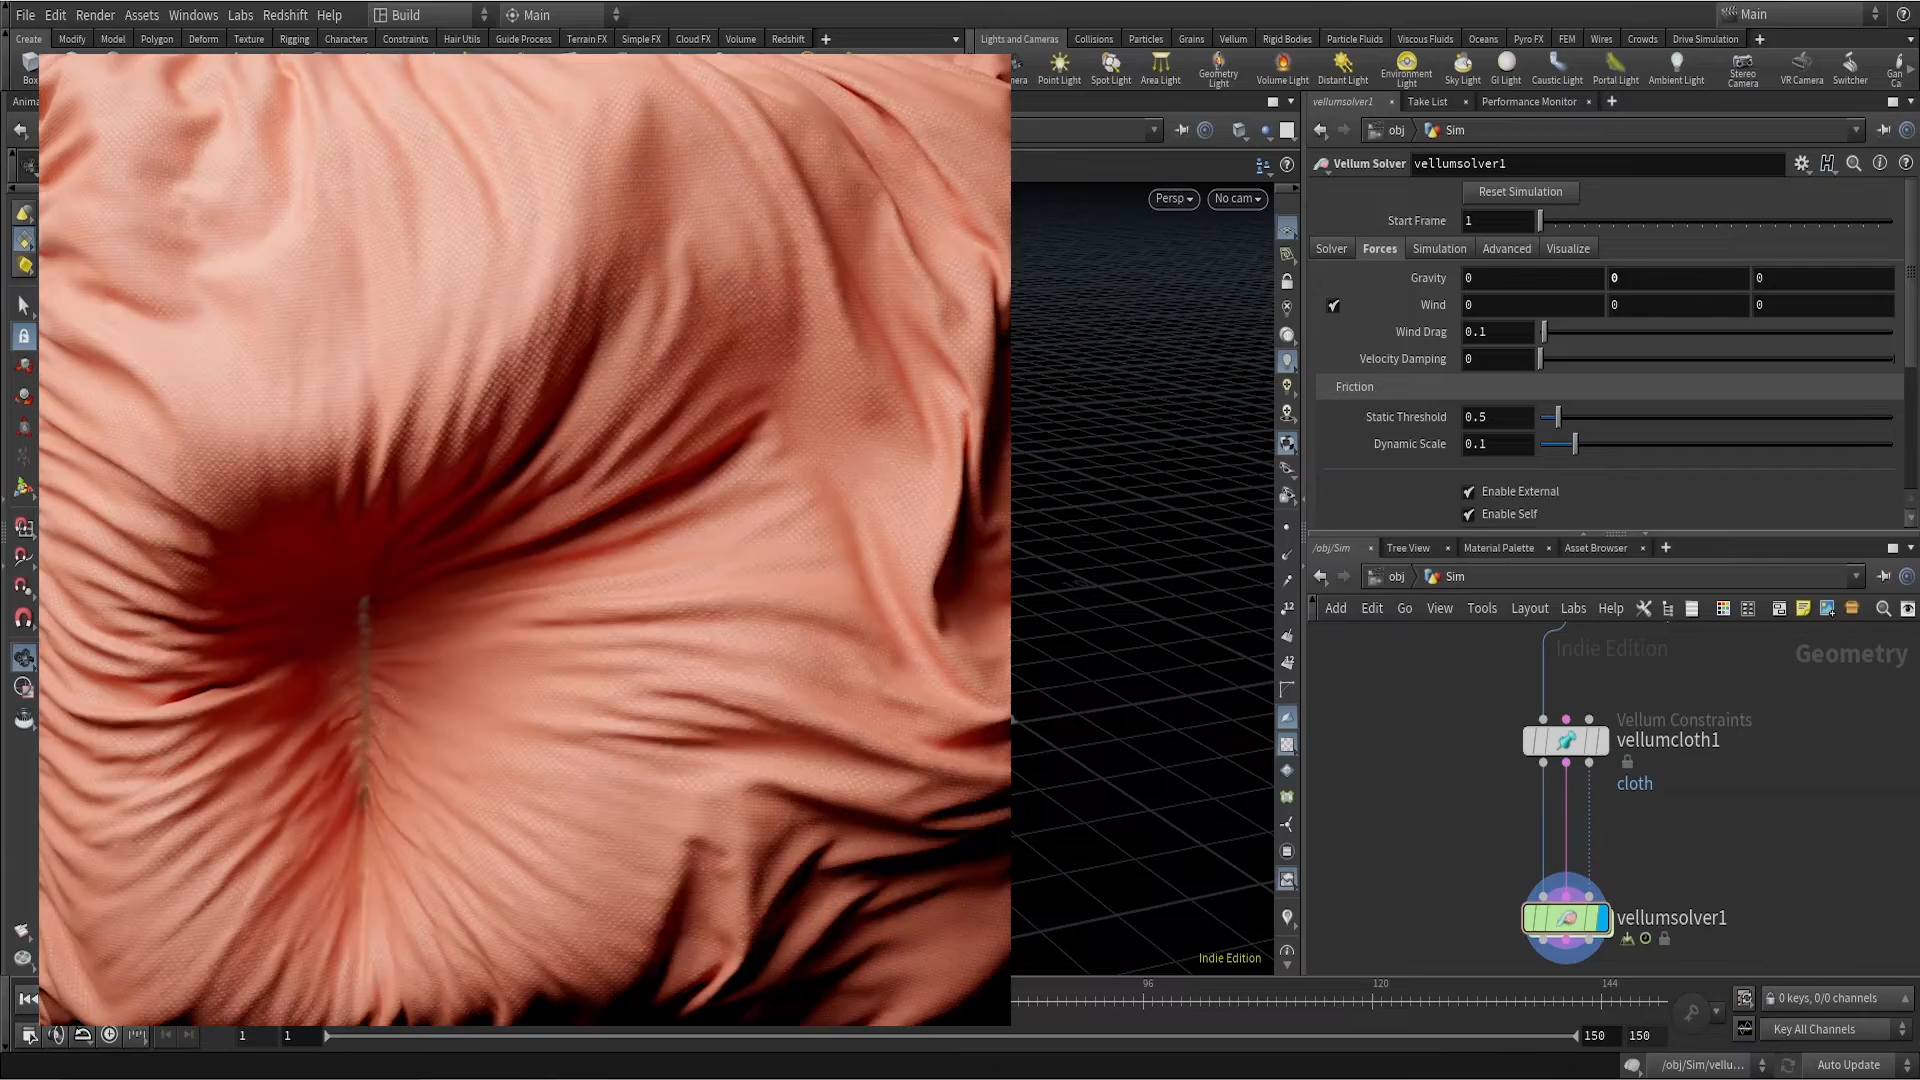 File Edit Render Assets Windows Labs Redshift Help Build Main Main
Create Modify Model Polygon Deform Texture Rigging Characters Constraints Hair Utils Guide Process Terrain FX Simple FX Cloud FX Volume Redshift
Lights and Cameras Collisions Particles Grains Vellum Rigid Bodies Particle Fluids Viscous Fluids Oceans Pyro FX FEM Wires Crowds Drive Simulation
Box
Point Light Spot Light Area Light Geometry Light Volume Light Distant Light Environment Light Sky Light GI Light Caustic Light Portal Light Ambient Light Stereo Camera VR Camera Switcher
vellumsolver1 Take List Performance Monitor
obj Sim
Vellum Solver vellumsolver1
Reset Simulation
Persp No cam
Start Frame 1
Solver Forces Simulation Advanced Visualize
Gravity 0 0 0
Wind 0 0 0
Wind Drag 0.1
Velocity Damping 0
Friction
Static Threshold 0.5
Dynamic Scale 0.1
Enable External
Enable Self
/obj/Sim Tree View Material Palette Asset Browser
obj Sim
Add Edit Go View Tools Layout Labs Help
Indie Edition
Geometry
Vellum Constraints
vellumcloth1
cloth
vellumsolver1
Indie Edition
96 120 144
0 keys, 0/0 channels
1 1 150 150
Key All Channels
/obj/Sim/vellu... Auto Update